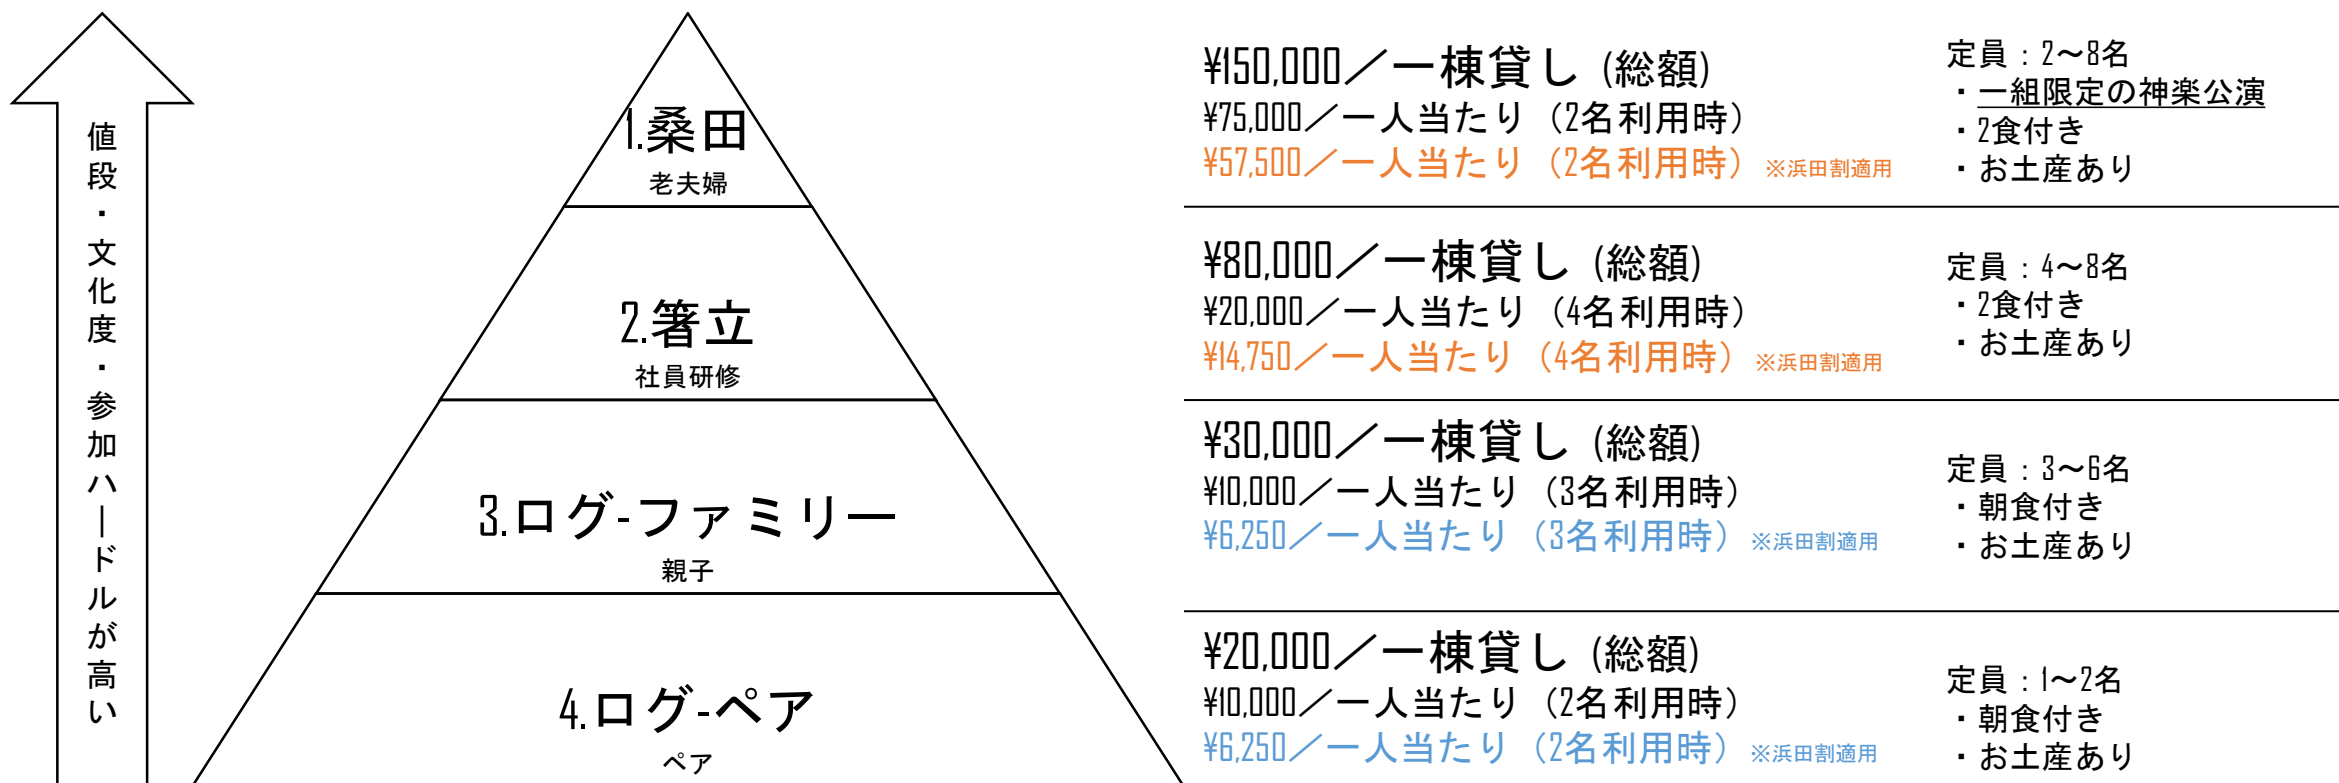 値段・文化度・参加ハードルが高い
1.桑田
老夫婦
¥150,000／一棟貸し (総額)
¥75,000／一人当たり（2名利用時）
¥57,500／一人当たり（2名利用時）※浜田割適用
定員：2～8名
・一組限定の神楽公演
・2食付き
・お土産あり
2.箸立
社員研修
¥80,000／一棟貸し (総額)
¥20,000／一人当たり（4名利用時）
¥14,750／一人当たり（4名利用時）※浜田割適用
定員：4～8名
・2食付き
・お土産あり
3.ログ-ファミリー
親子
¥30,000／一棟貸し (総額)
¥10,000／一人当たり（3名利用時）
¥6,250／一人当たり（3名利用時）※浜田割適用
定員：3～6名
・朝食付き
・お土産あり
4.ログ-ペア
ペア
¥20,000／一棟貸し (総額)
¥10,000／一人当たり（2名利用時）
¥6,250／一人当たり（2名利用時）※浜田割適用
定員：1～2名
・朝食付き
・お土産あり